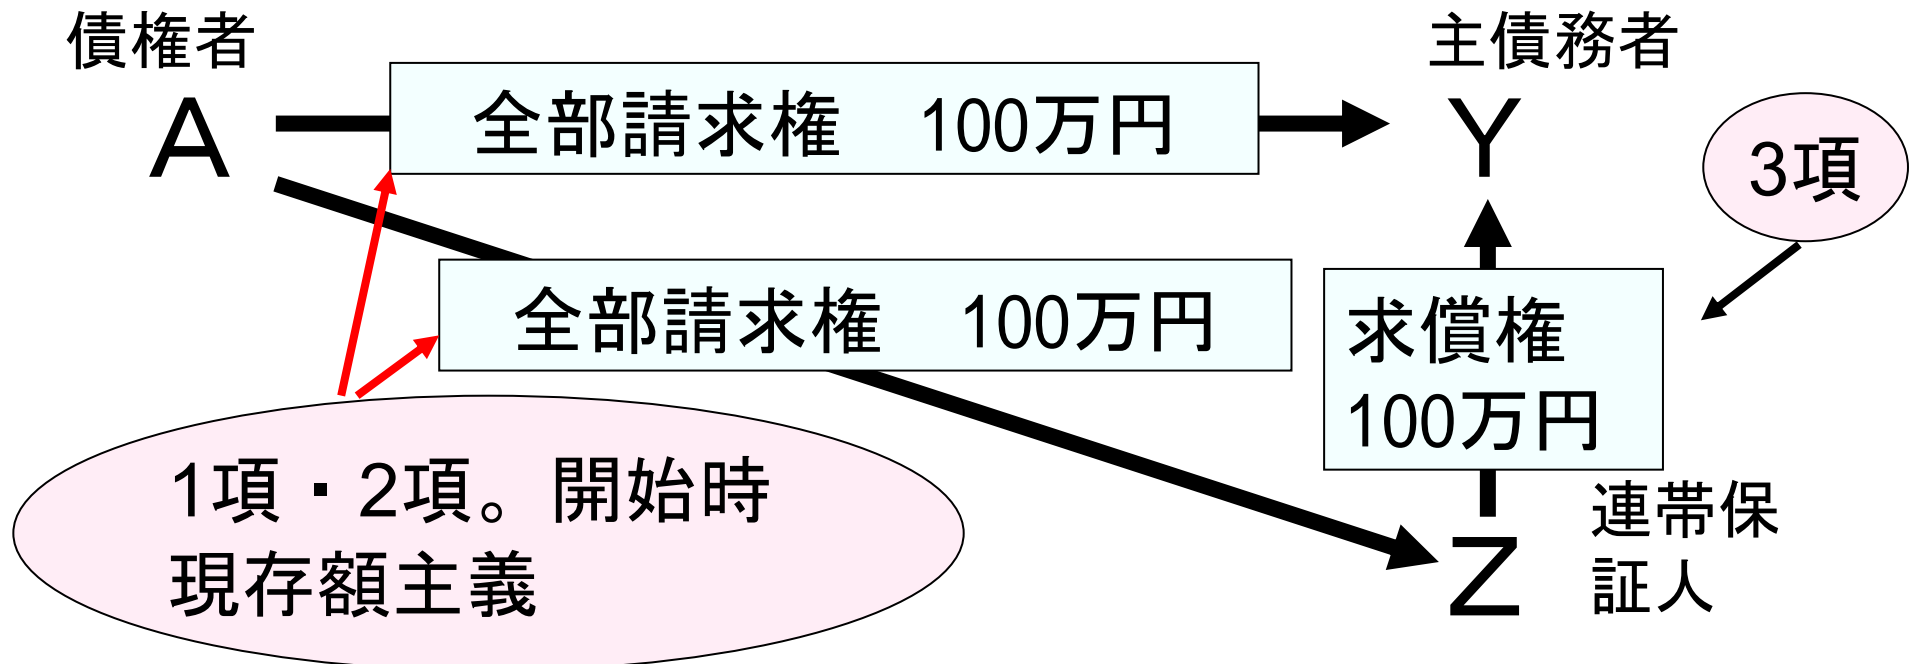 債権者
主債務者
A
全部請求権　100万円
Y
3項
全部請求権　100万円
求償権
100万円
1項・2項。開始時
現存額主義
連帯保
証人
Z